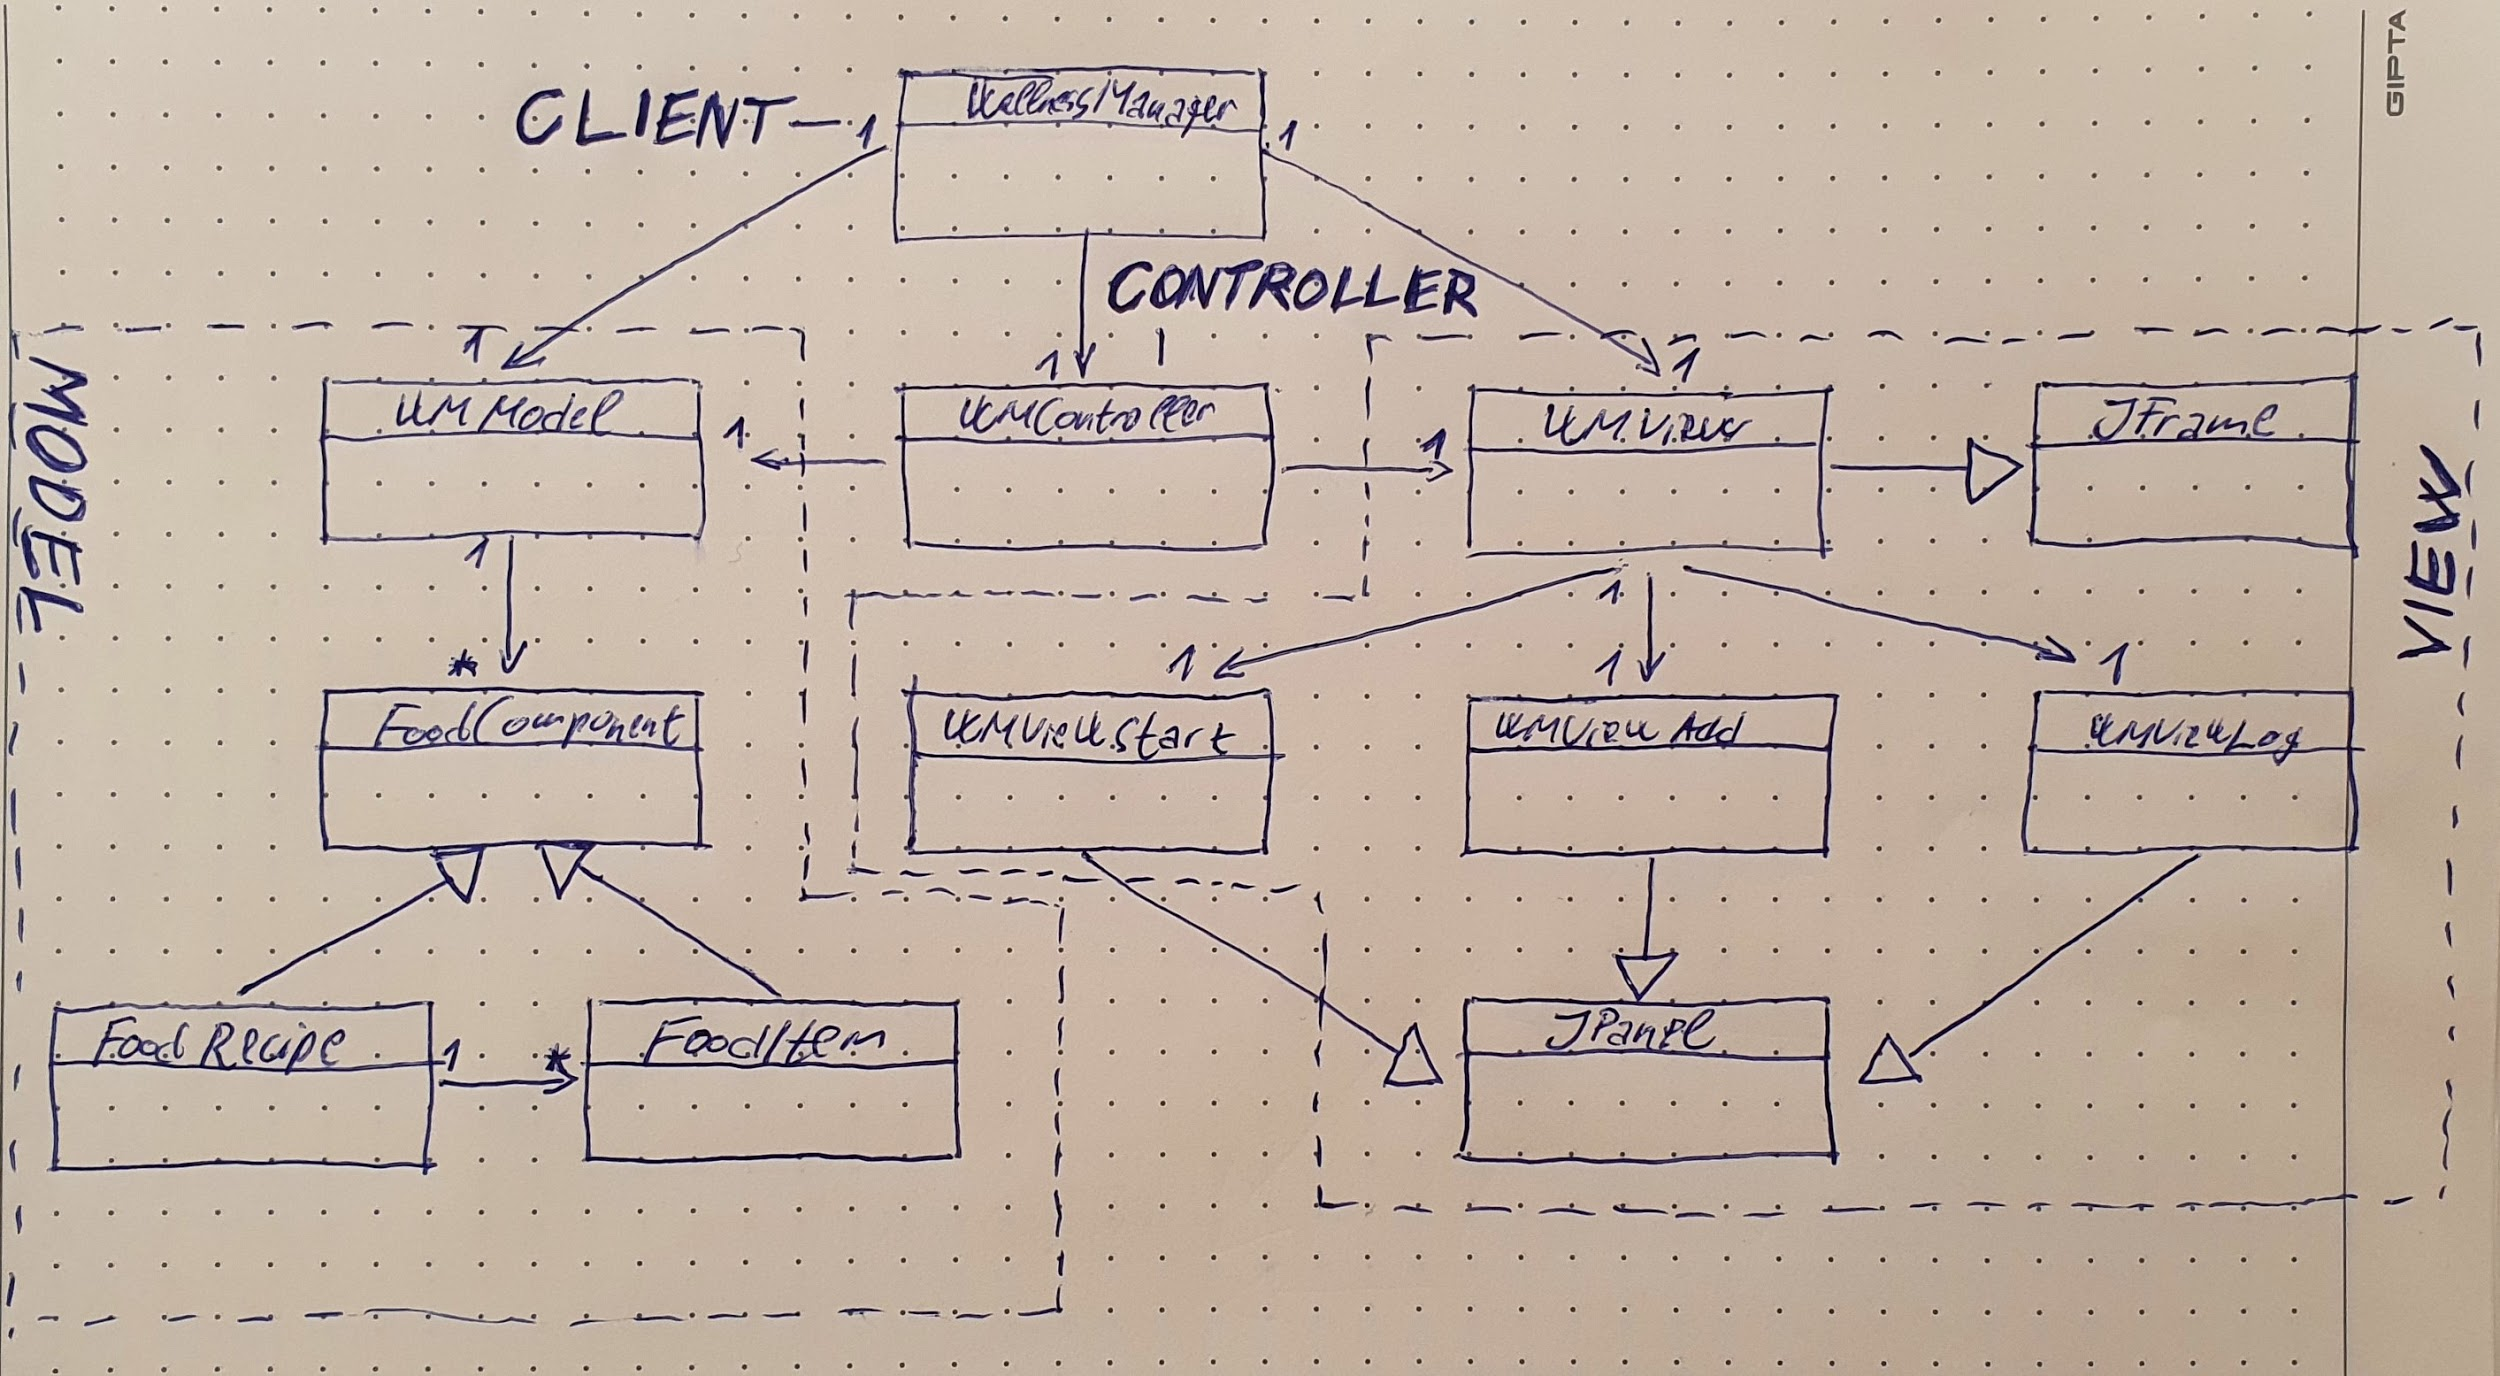 GIPTA
CLIENT
WellnessManager
1
1
CONTROLLER
1
1
1
MODEL
WMModel
WMController
WMView
JFrame
1
1
VIEW
1
1
*
1
1
1
FoodComponent
WMViewStart
WMViewAdd
WMViewLog
FoodRecipe
FoodItem
JPanel
1
*